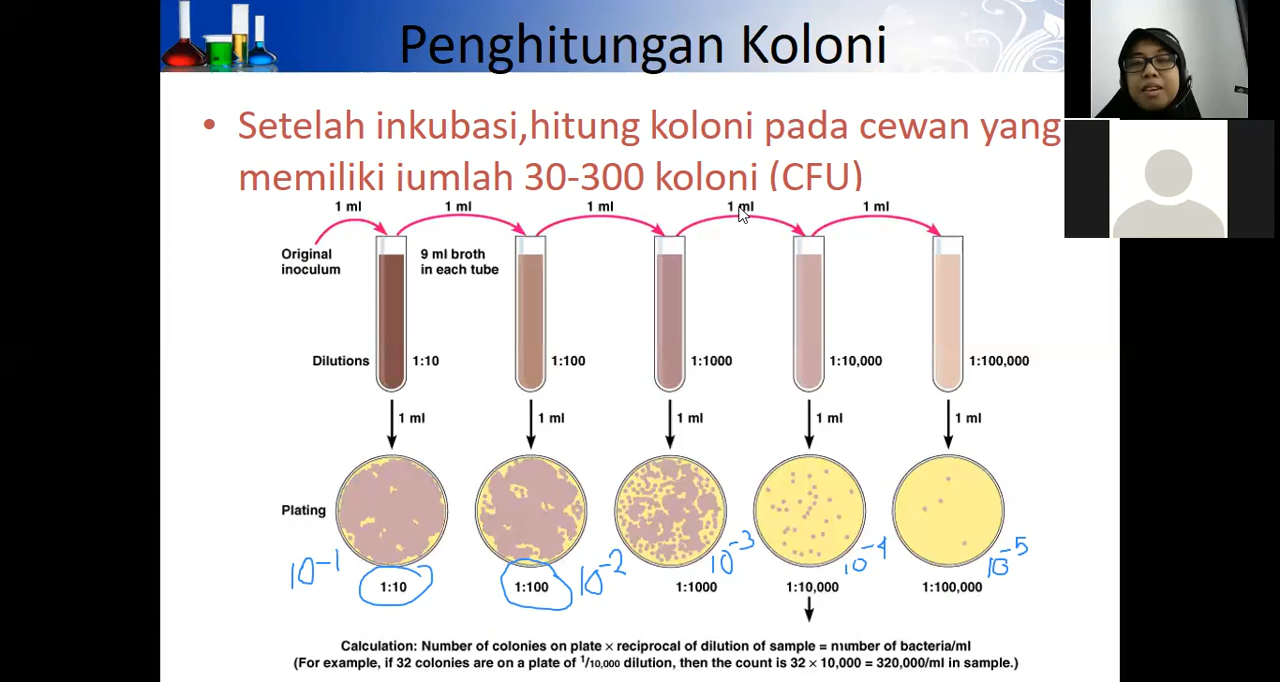 Penghitungan Koloni
• Setelah inkubasi,hitung koloni pada cewan yang
memiliki jumlah 30-300 koloni (CFU)
1 ml 1 ml 1 ml 1 ml 1 ml
Original
inoculum
9 ml broth
in each tube
Dilutions 1:10 1:100 1:1000 1:10,000 1:100,000
1 ml 1 ml 1 ml 1 ml 1 ml
Plating
10⁻¹ 10⁻² 10⁻³ 10⁻⁴ 10⁻⁵
1:10 1:100 1:1000 1:10,000 1:100,000
Calculation: Number of colonies on plate × reciprocal of dilution of sample = number of bacteria/ml
(For example, if 32 colonies are on a plate of 1/10,000 dilution, then the count is 32 × 10,000 = 320,000/ml in sample.)